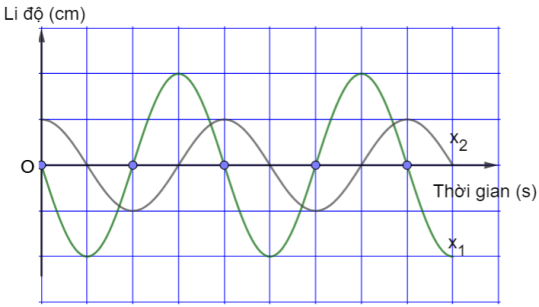 Li độ (cm)
x₂
O
Thời gian (s)
x₁